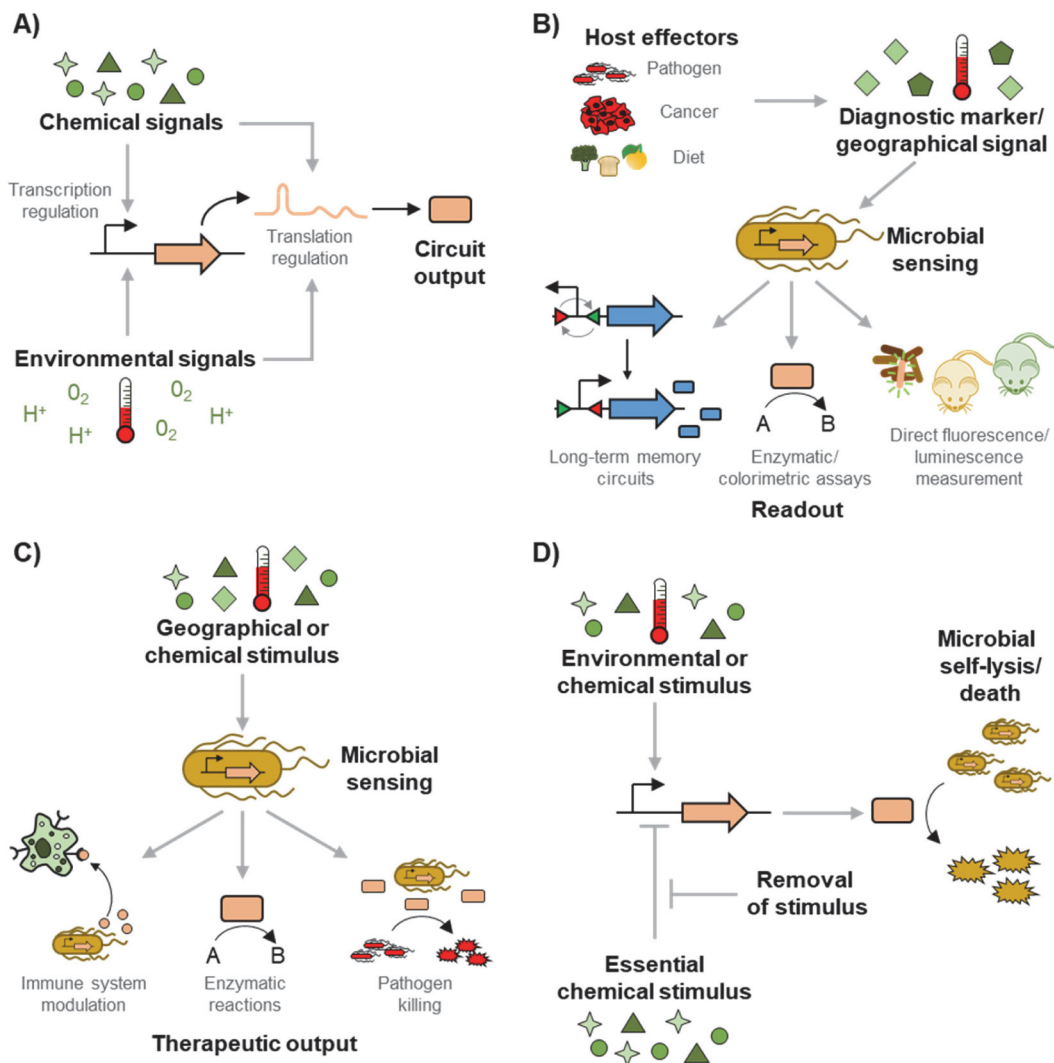 A)
Chemical signals
Transcription
regulation
Translation
regulation
Circuit
output
Environmental signals
O₂
O₂
H⁺
H⁺
H⁺
O₂
B)
Host effectors
Pathogen
Cancer
Diet
Diagnostic marker/
geographical signal
Microbial
sensing
A
B
Long-term memory
circuits
Enzymatic/
colorimetric assays
Direct fluorescence/
luminescence
measurement
Readout
C)
Geographical or
chemical stimulus
Microbial
sensing
A
B
Immune system
modulation
Enzymatic
reactions
Pathogen
killing
Therapeutic output
D)
Environmental or
chemical stimulus
Microbial
self-lysis/
death
Removal
of stimulus
Essential
chemical stimulus